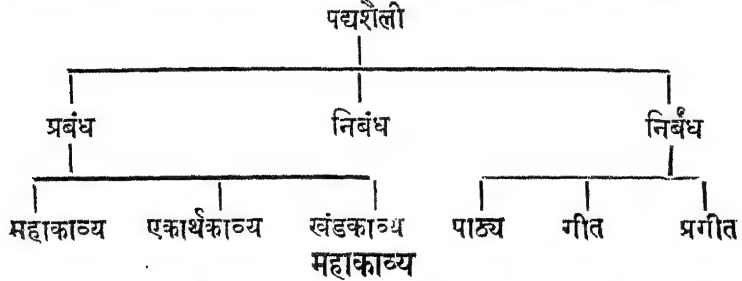 पद्यशैली
प्रबंध निबंध निर्बंध
महाकाव्य एकार्थकाव्य खंडकाव्य पाठ्य गीत प्रगीत
महाकाव्य